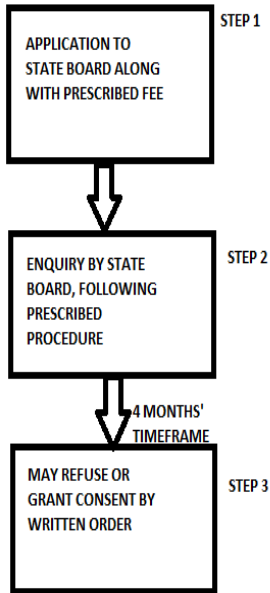 STEP 1
APPLICATION TO
STATE BOARD ALONG
WITH PRESCRIBED FEE
STEP 2
ENQUIRY BY STATE
BOARD, FOLLOWING
PRESCRIBED
PROCEDURE
4 MONTHS'
TIMEFRAME
STEP 3
MAY REFUSE OR
GRANT CONSENT BY
WRITTEN ORDER